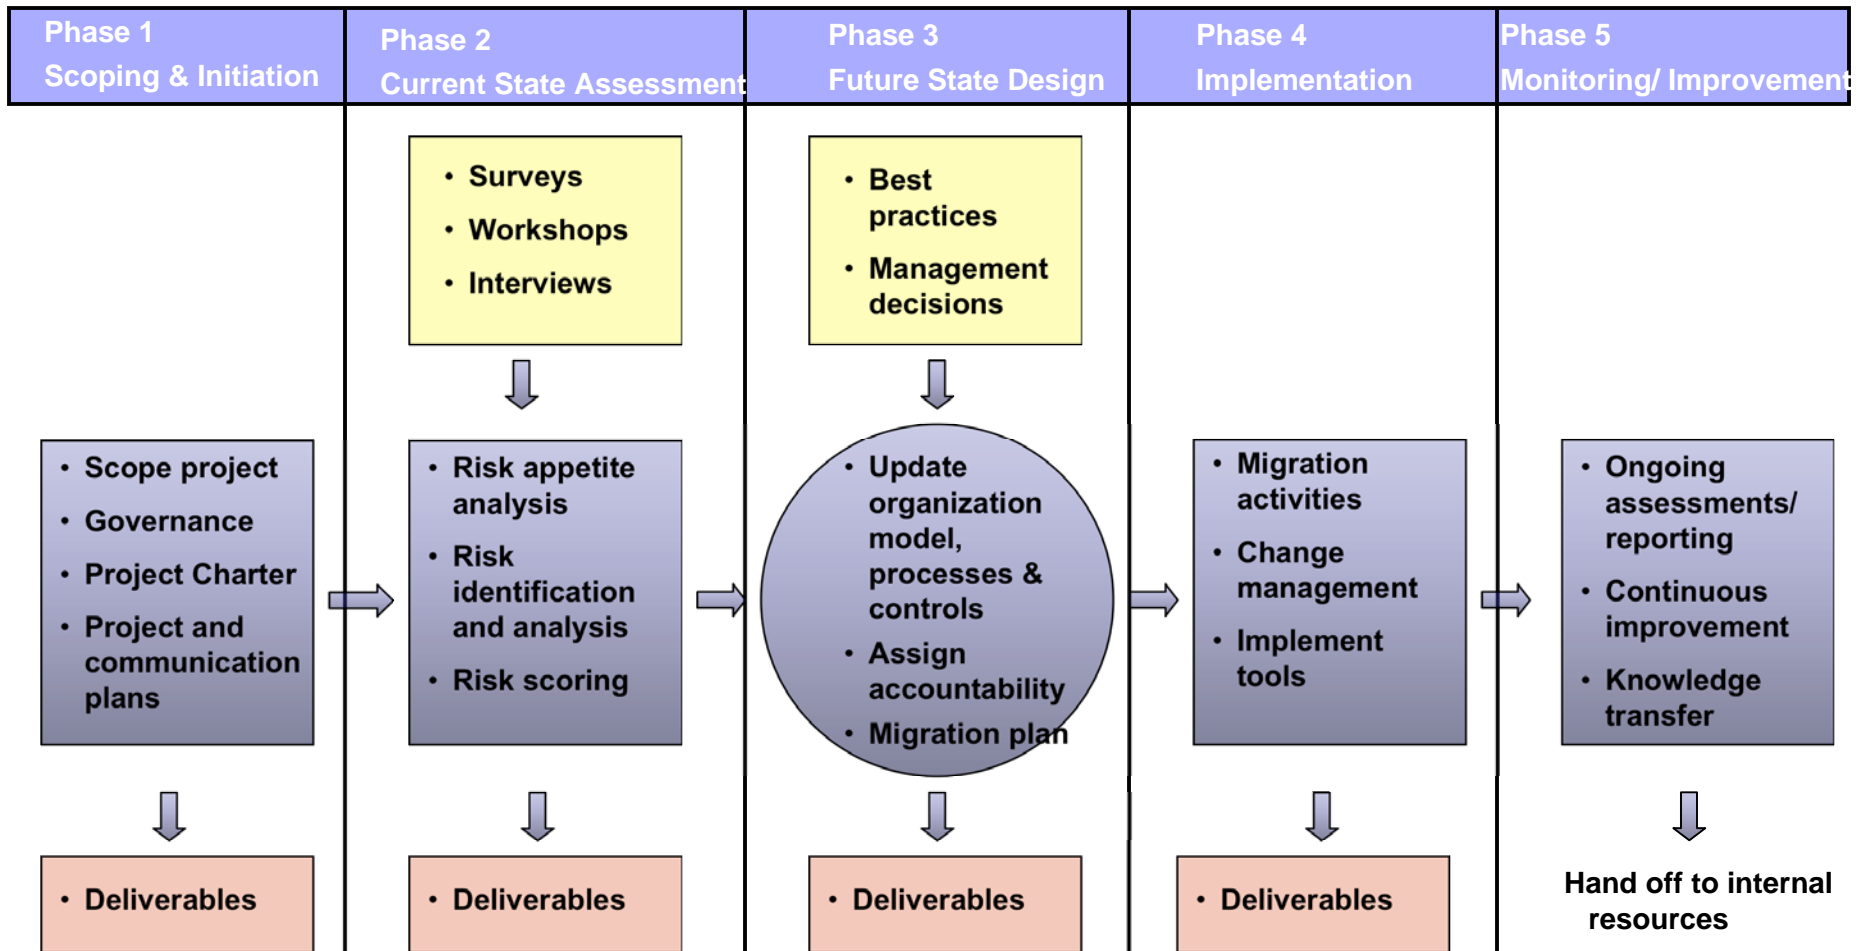 Phase 1
Scoping & Initiation
Phase 2
Current State Assessment
Phase 3
Future State Design
Phase 4
Implementation
Phase 5
Monitoring/ Improvement
• Surveys
• Workshops
• Interviews
• Best
practices
• Management
decisions
• Scope project
• Governance
• Project Charter
• Project and
communication
plans
• Risk appetite
analysis
• Risk
identification
and analysis
• Risk scoring
• Update
organization
model,
processes &
controls
• Assign
accountability
• Migration plan
• Migration
activities
• Change
management
• Implement
tools
• Ongoing
assessments/
reporting
• Continuous
improvement
• Knowledge
transfer
• Deliverables
• Deliverables
• Deliverables
• Deliverables
Hand off to internal
resources